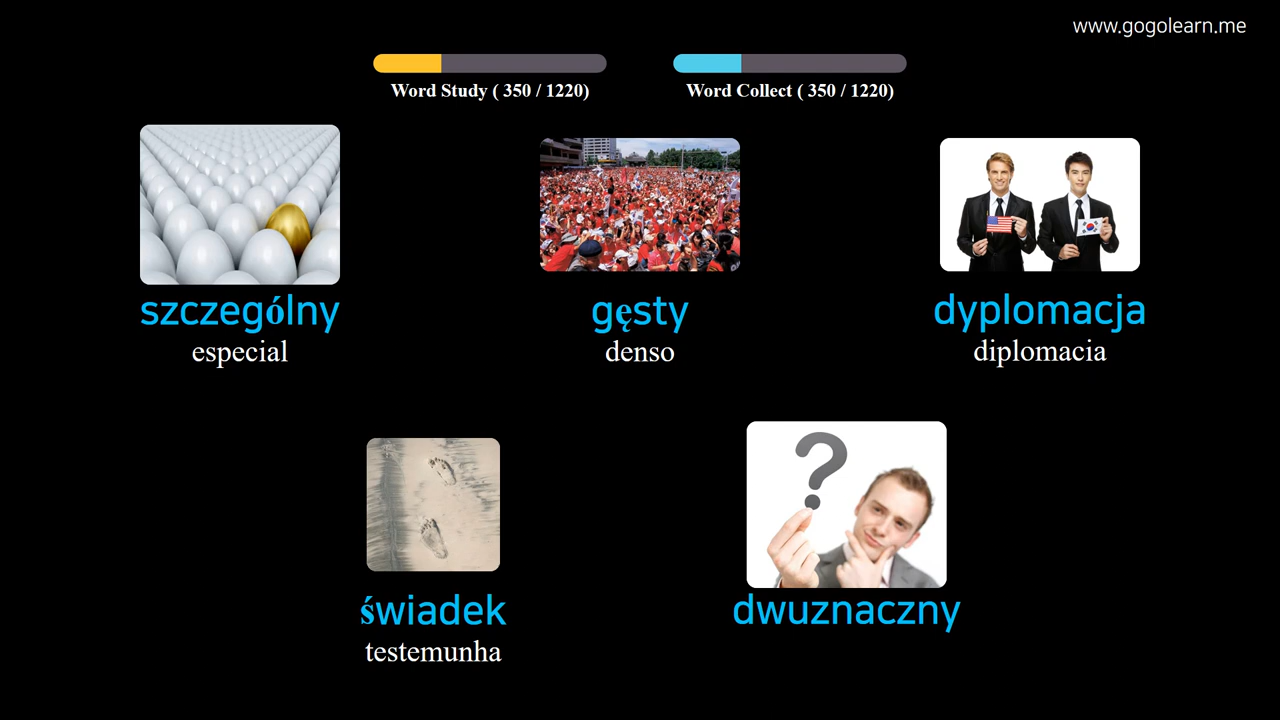 www.gogolearn.me
Word Study ( 350 / 1220)
Word Collect ( 350 / 1220)
szczególny
especial
gęsty
denso
dyplomacja
diplomacia
świadek
testemunha
dwuznaczny